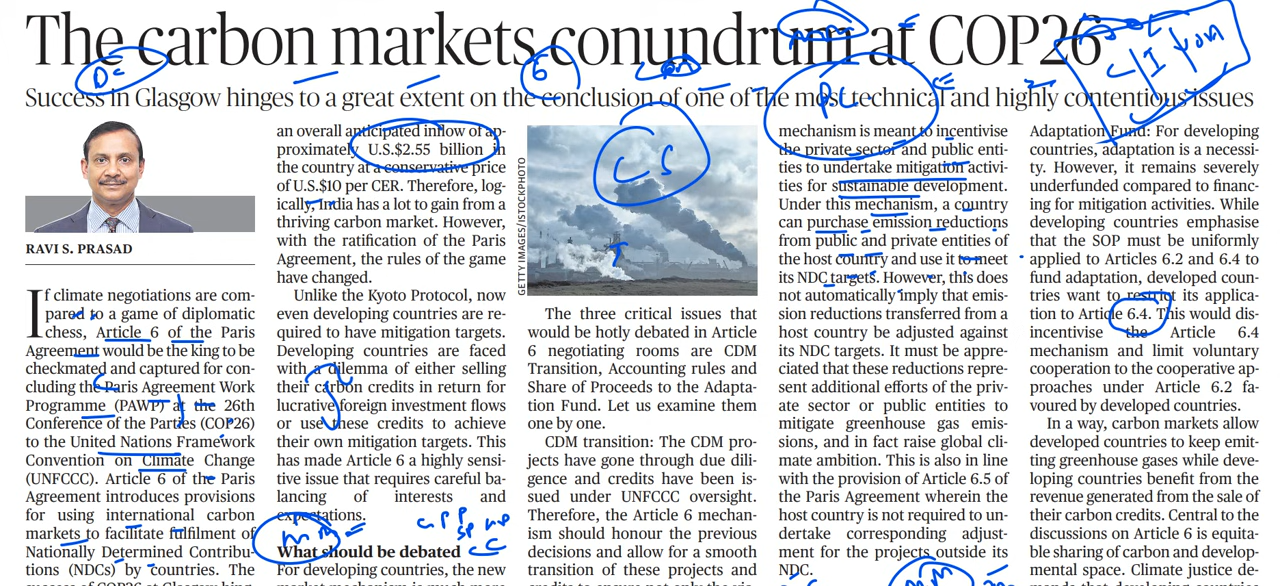 The carbon markets conundrum at COP26
Success in Glasgow hinges to a great extent on the conclusion of one of the most technical and highly contentious issues
RAVI S. PRASAD
If climate negotiations are com-
pared to a game of diplomatic
chess, Article 6 of the Paris
Agreement would be the king to be
checkmated and captured for con-
cluding the Paris Agreement Work
Programme (PAWP) at the 26th
Conference of the Parties (COP26)
to the United Nations Framework
Convention on Climate Change
(UNFCCC). Article 6 of the Paris
Agreement introduces provisions
for using international carbon
markets to facilitate fulfilment of
Nationally Determined Contribu-
tions (NDCs) by countries. The
an overall anticipated inflow of ap-
proximately U.S.$2.55 billion in
the country at a conservative price
of U.S.$10 per CER. Therefore, log-
ically, India has a lot to gain from a
thriving carbon market. However,
with the ratification of the Paris
Agreement, the rules of the game
have changed.
Unlike the Kyoto Protocol, now
even developing countries are re-
quired to have mitigation targets.
Developing countries are faced
with a dilemma of either selling
their carbon credits in return for
lucrative foreign investment flows
or use these credits to achieve
their own mitigation targets. This
has made Article 6 a highly sensi-
tive issue that requires careful ba-
lancing of interests and
expectations.
What should be debated
For developing countries, the new
GETTY IMAGES/ISTOCKPHOTO
CS
The three critical issues that
would be hotly debated in Article
6 negotiating rooms are CDM
Transition, Accounting rules and
Share of Proceeds to the Adapta-
tion Fund. Let us examine them
one by one.
CDM transition: The CDM pro-
jects have gone through due dili-
gence and credits have been is-
sued under UNFCCC oversight.
Therefore, the Article 6 mechan-
ism should honour the previous
decisions and allow for a smooth
transition of these projects and
mechanism is meant to incentivise
the private sector and public enti-
ties to undertake mitigation activi-
ties for sustainable development.
Under this mechanism, a country
can purchase emission reductions
from public and private entities of
the host country and use it to meet
its NDC targets. However, this does
not automatically imply that emis-
sion reductions transferred from a
host country be adjusted against
its NDC targets. It must be appre-
ciated that these reductions repre-
sent additional efforts of the priv-
ate sector or public entities to
mitigate greenhouse gas emis-
sions, and in fact raise global cli-
mate ambition. This is also in line
with the provision of Article 6.5 of
the Paris Agreement wherein the
host country is not required to un-
dertake corresponding adjust-
ment for the projects outside its
NDC.
Adaptation Fund: For developing
countries, adaptation is a necessi-
ty. However, it remains severely
underfunded compared to financ-
ing for mitigation activities. While
developing countries emphasise
that the SOP must be uniformly
applied to Articles 6.2 and 6.4 to
fund adaptation, developed coun-
tries want to restrict its applica-
tion to Article 6.4. This would dis-
incentivise the Article 6.4
mechanism and limit voluntary
cooperation to the cooperative ap-
proaches under Article 6.2 fa-
voured by developed countries.
In a way, carbon markets allow
developed countries to keep emit-
ting greenhouse gases while deve-
loping countries benefit from the
revenue generated from the sale of
their carbon credits. Central to the
discussions on Article 6 is equita-
ble sharing of carbon and develop-
mental space. Climate justice de-